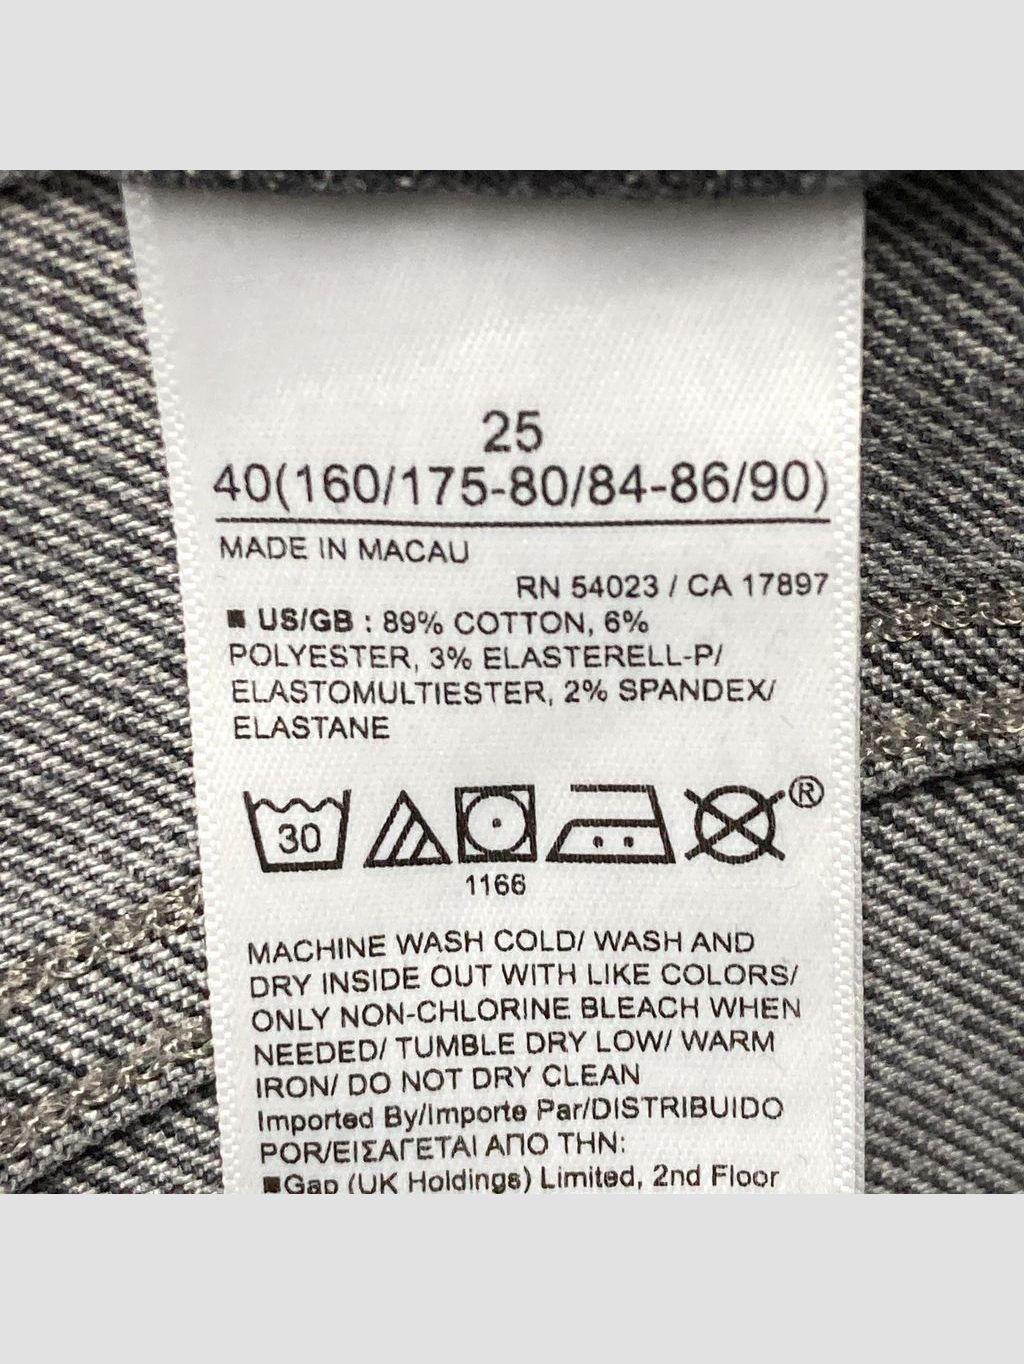 25
40(160/175-80/84-86/90)
MADE IN MACAU
RN 54023 / CA 17897
■ US/GB : 89% COTTON, 6%
POLYESTER, 3% ELASTERELL-P/
ELASTOMULTIESTER, 2% SPANDEX/
ELASTANE
30
®
1166
MACHINE WASH COLD/ WASH AND
DRY INSIDE OUT WITH LIKE COLORS/
ONLY NON-CHLORINE BLEACH WHEN
NEEDED/ TUMBLE DRY LOW/ WARM
IRON/ DO NOT DRY CLEAN
Imported By/Importe Par/DISTRIBUIDO
POR/ΕΙΣΑΓΕΤΑΙ ΑΠΟ ΤΗΝ:
■Gap (UK Holdings) Limited, 2nd Floor